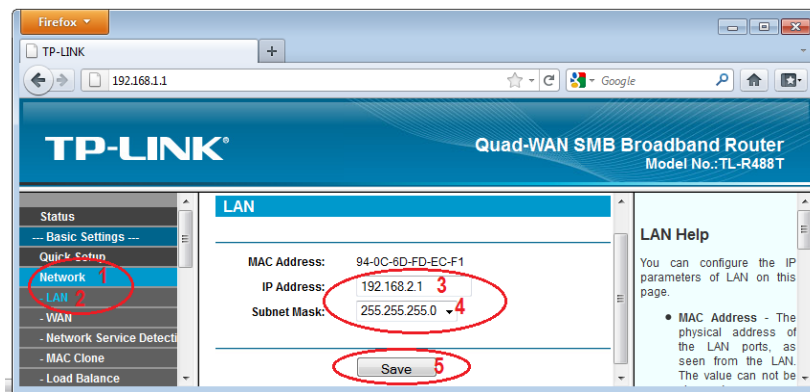 Firefox
TP-LINK
192.168.1.1
Google
TP-LINK®
Quad-WAN SMB Broadband Router
Model No.:TL-R488T
Status
--- Basic Settings ---
Quick Setup
Network 1
- LAN 2
- WAN
- Network Service Detecti
- MAC Clone
- Load Balance
LAN
MAC Address: 94-0C-6D-FD-EC-F1
IP Address: 192.168.2.1 3
Subnet Mask: 255.255.255.0 4
Save 5
LAN Help
You can configure the IP
parameters of LAN on this
page.
• MAC Address - The
physical address of
the LAN ports, as
seen from the LAN.
The value can not be